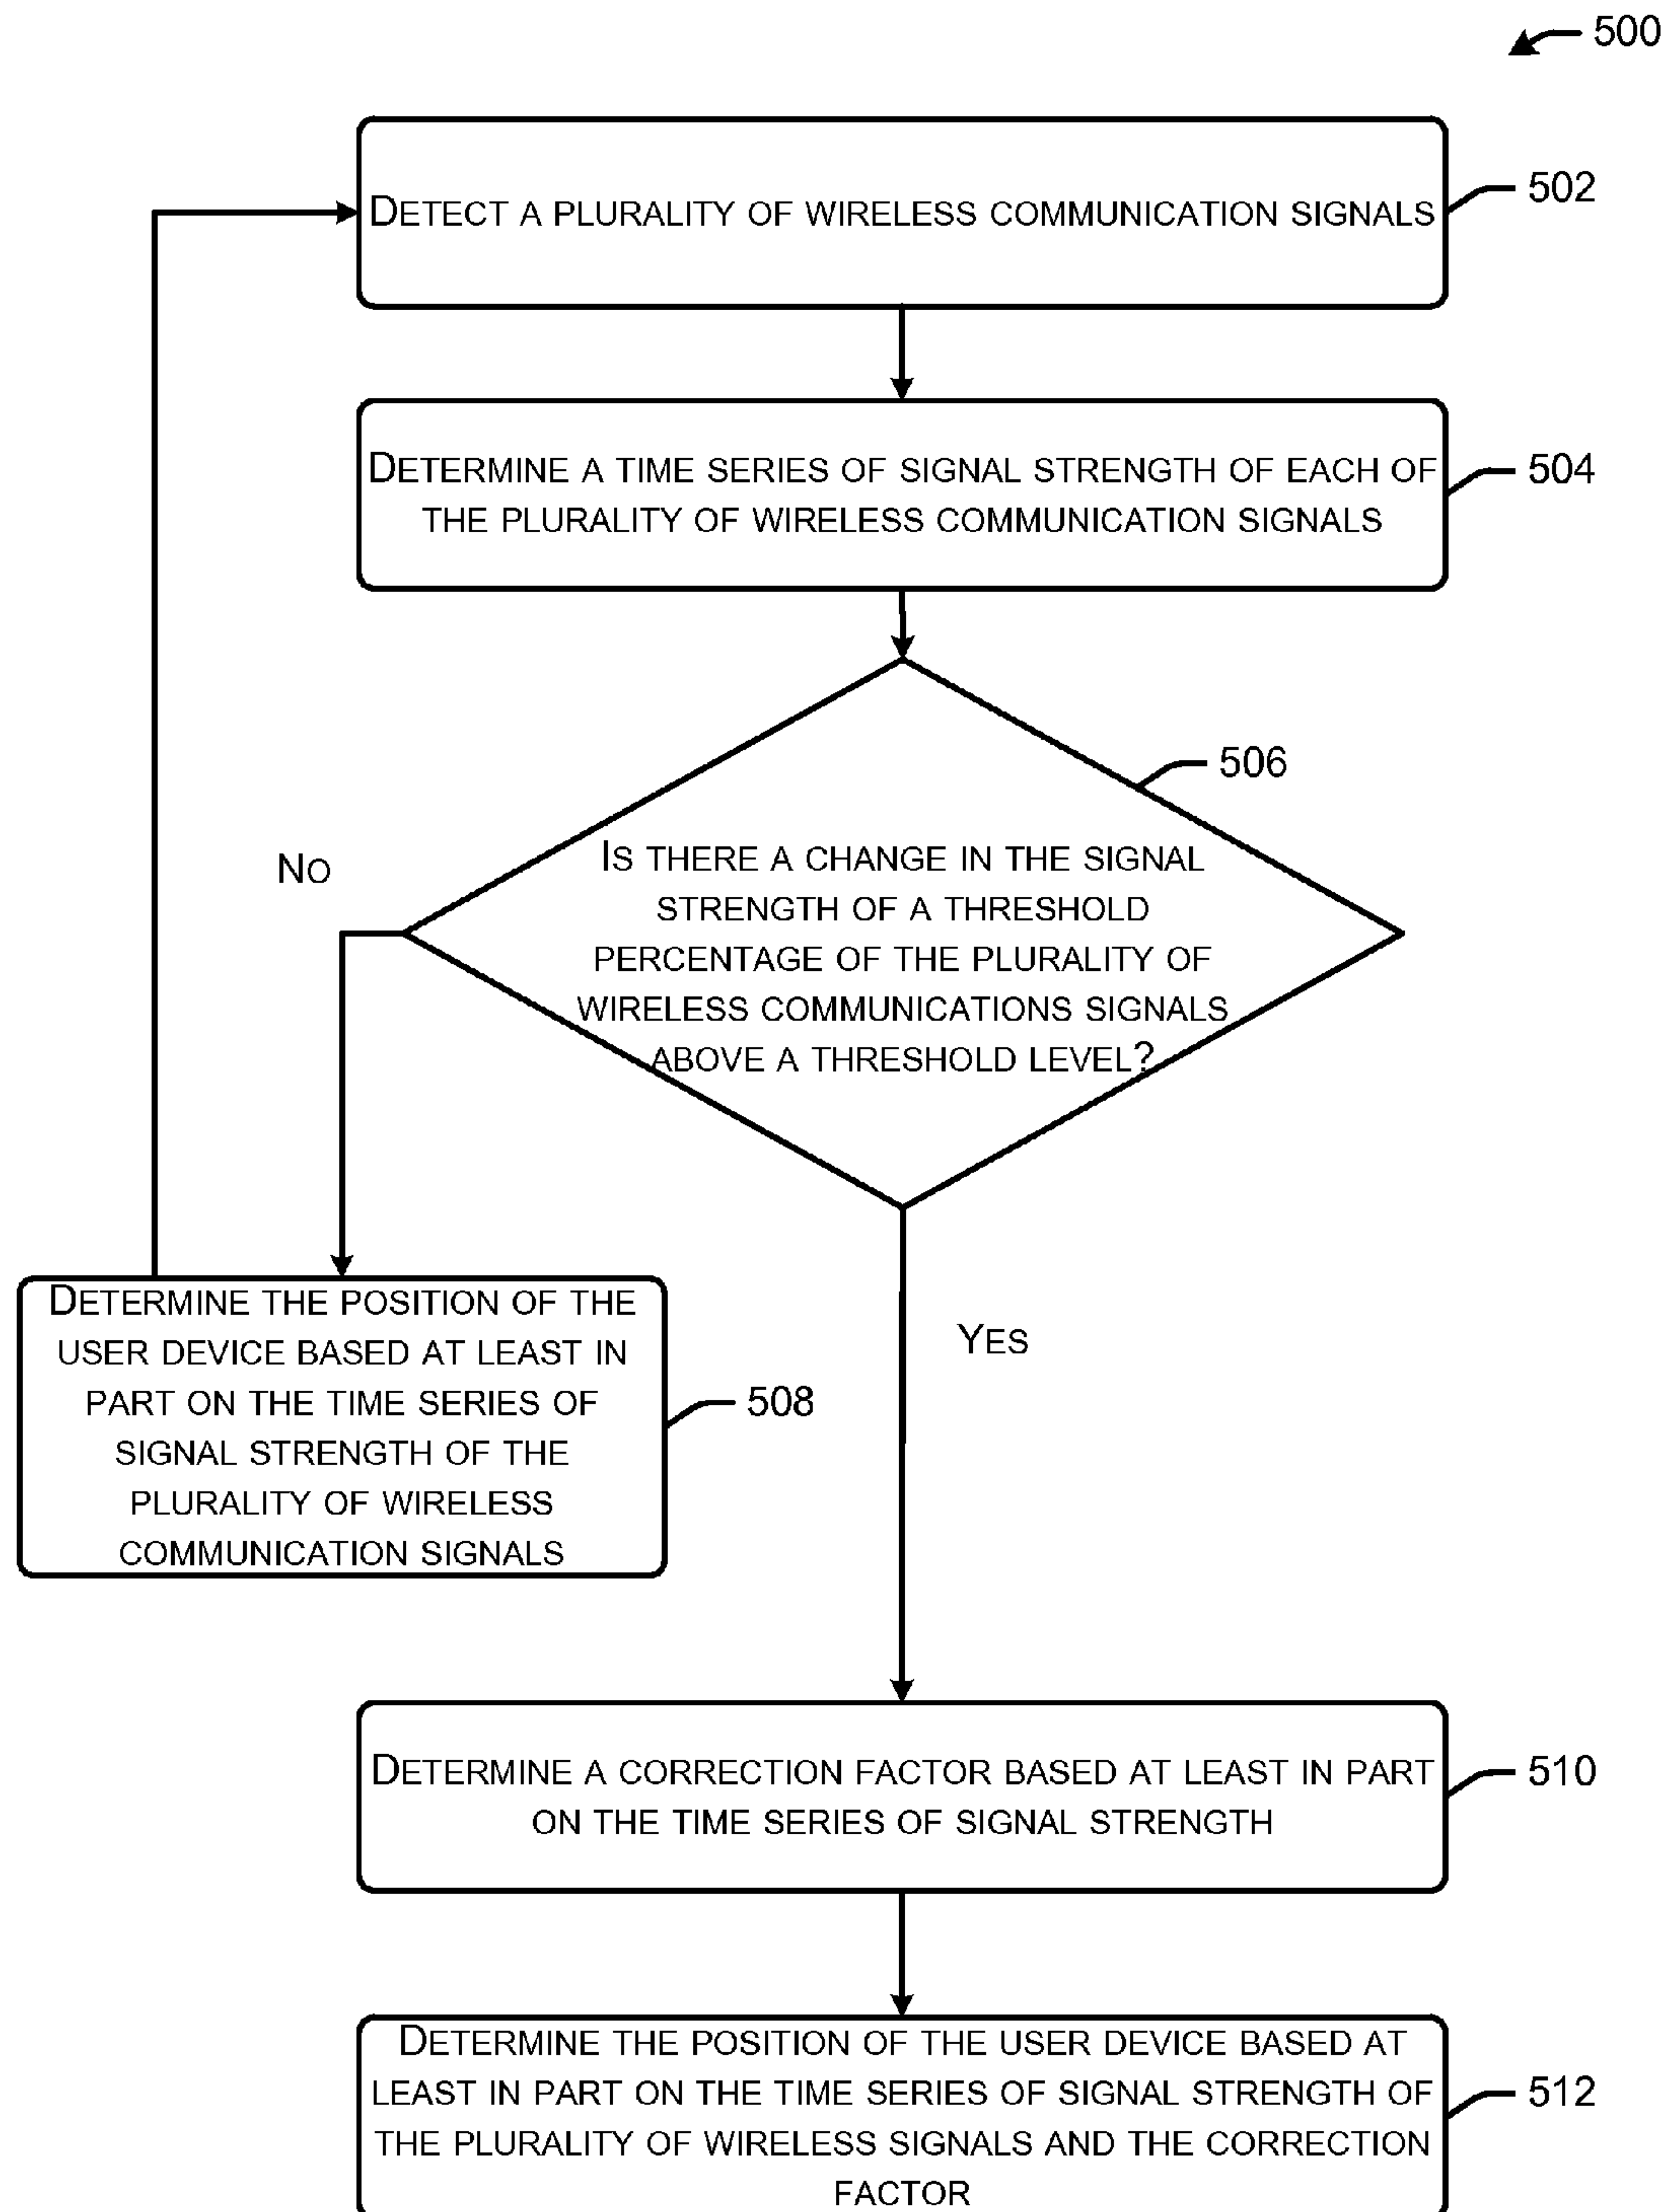 500
DETECT A PLURALITY OF WIRELESS COMMUNICATION SIGNALS
502
DETERMINE A TIME SERIES OF SIGNAL STRENGTH OF EACH OF
THE PLURALITY OF WIRELESS COMMUNICATION SIGNALS
504
506
IS THERE A CHANGE IN THE SIGNAL
STRENGTH OF A THRESHOLD
PERCENTAGE OF THE PLURALITY OF
WIRELESS COMMUNICATIONS SIGNALS
ABOVE A THRESHOLD LEVEL?
NO
YES
DETERMINE THE POSITION OF THE
USER DEVICE BASED AT LEAST IN
PART ON THE TIME SERIES OF
SIGNAL STRENGTH OF THE
PLURALITY OF WIRELESS
COMMUNICATION SIGNALS
508
DETERMINE A CORRECTION FACTOR BASED AT LEAST IN PART
ON THE TIME SERIES OF SIGNAL STRENGTH
510
DETERMINE THE POSITION OF THE USER DEVICE BASED AT
LEAST IN PART ON THE TIME SERIES OF SIGNAL STRENGTH OF
THE PLURALITY OF WIRELESS SIGNALS AND THE CORRECTION
FACTOR
512